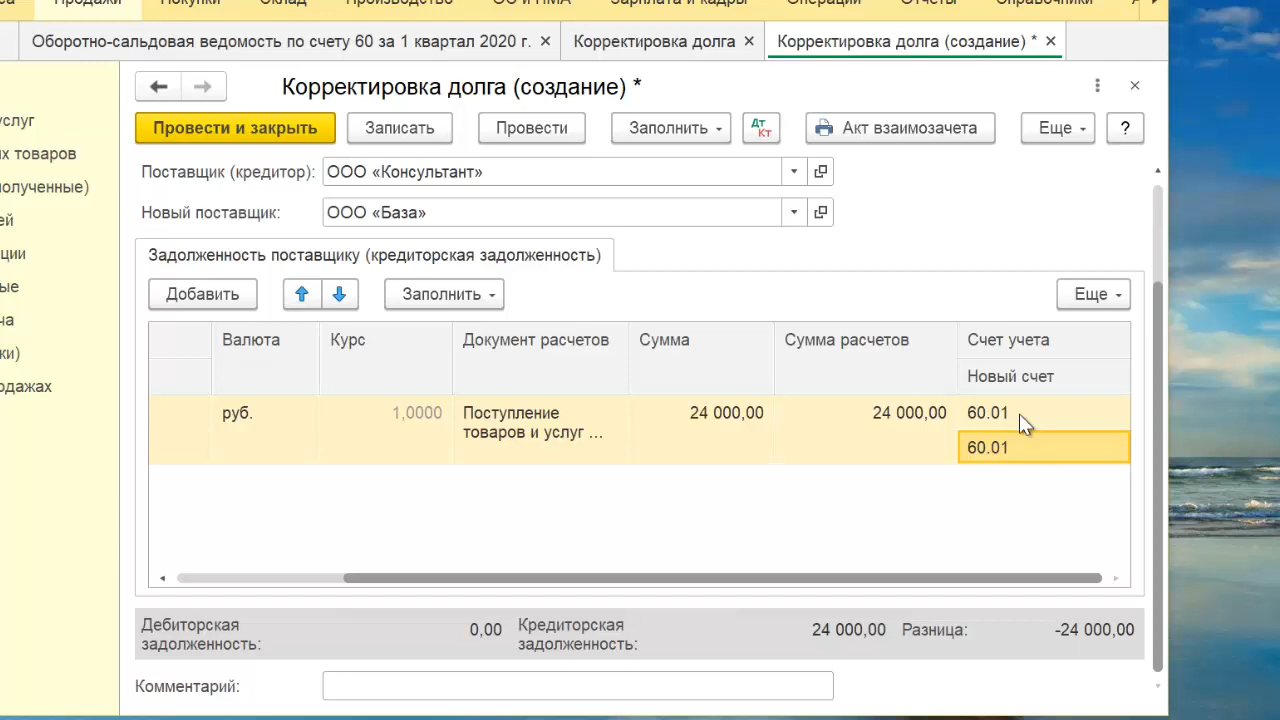 Продажи Покупки Склад Производство ОС и НМА Зарплата и кадры Операции Отчеты Справочники
Оборотно-сальдовая ведомость по счету 60 за 1 квартал 2020 г. × Корректировка долга × Корректировка долга (создание) * ×
Корректировка долга (создание) *
Провести и закрыть Записать Провести Заполнить Дт Кт Акт взаимозачета Еще ?
услуг
их товаров
полученные)
ей
ции
ые
ча
ки)
одажах
Поставщик (кредитор): ООО «Консультант»
Новый поставщик: ООО «База»
Задолженность поставщику (кредиторская задолженность)
Добавить Заполнить Еще
Валюта Курс Документ расчетов Сумма Сумма расчетов Счет учета
Новый счет
руб. 1,0000 Поступление товаров и услуг ... 24 000,00 24 000,00 60.01
60.01
Дебиторская задолженность: 0,00 Кредиторская задолженность: 24 000,00 Разница: -24 000,00
Комментарий: